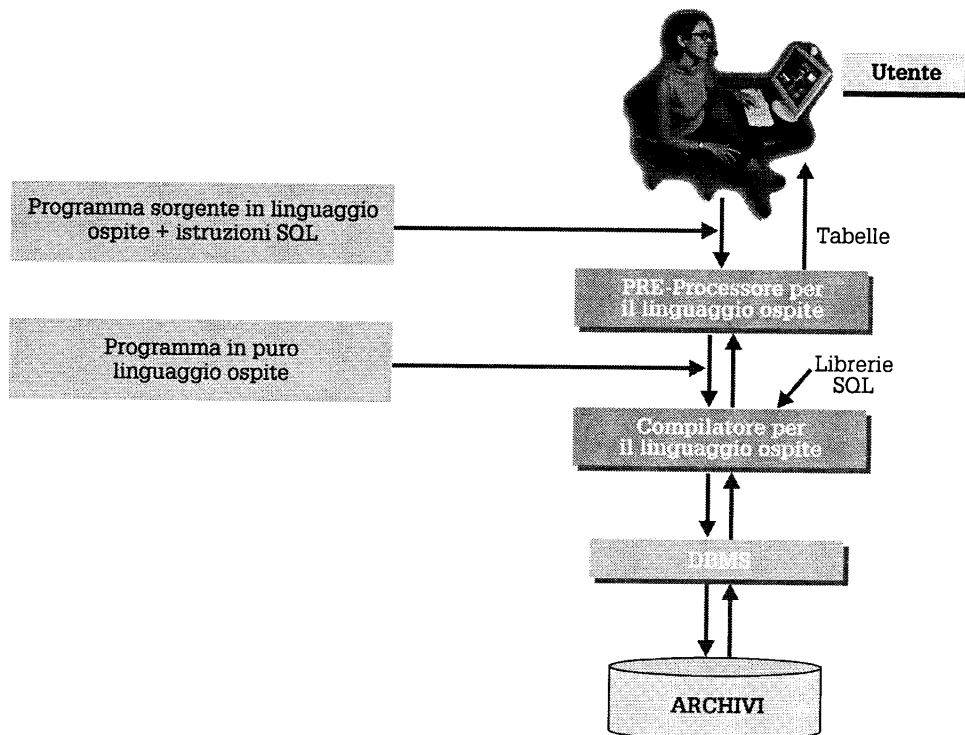 Utente
Programma sorgente in linguaggio
ospite + istruzioni SQL
Tabelle
PRE-Processore per
il linguaggio ospite
Programma in puro
linguaggio ospite
Librerie
SQL
Compilatore per
il linguaggio ospite
DBMS
ARCHIVI